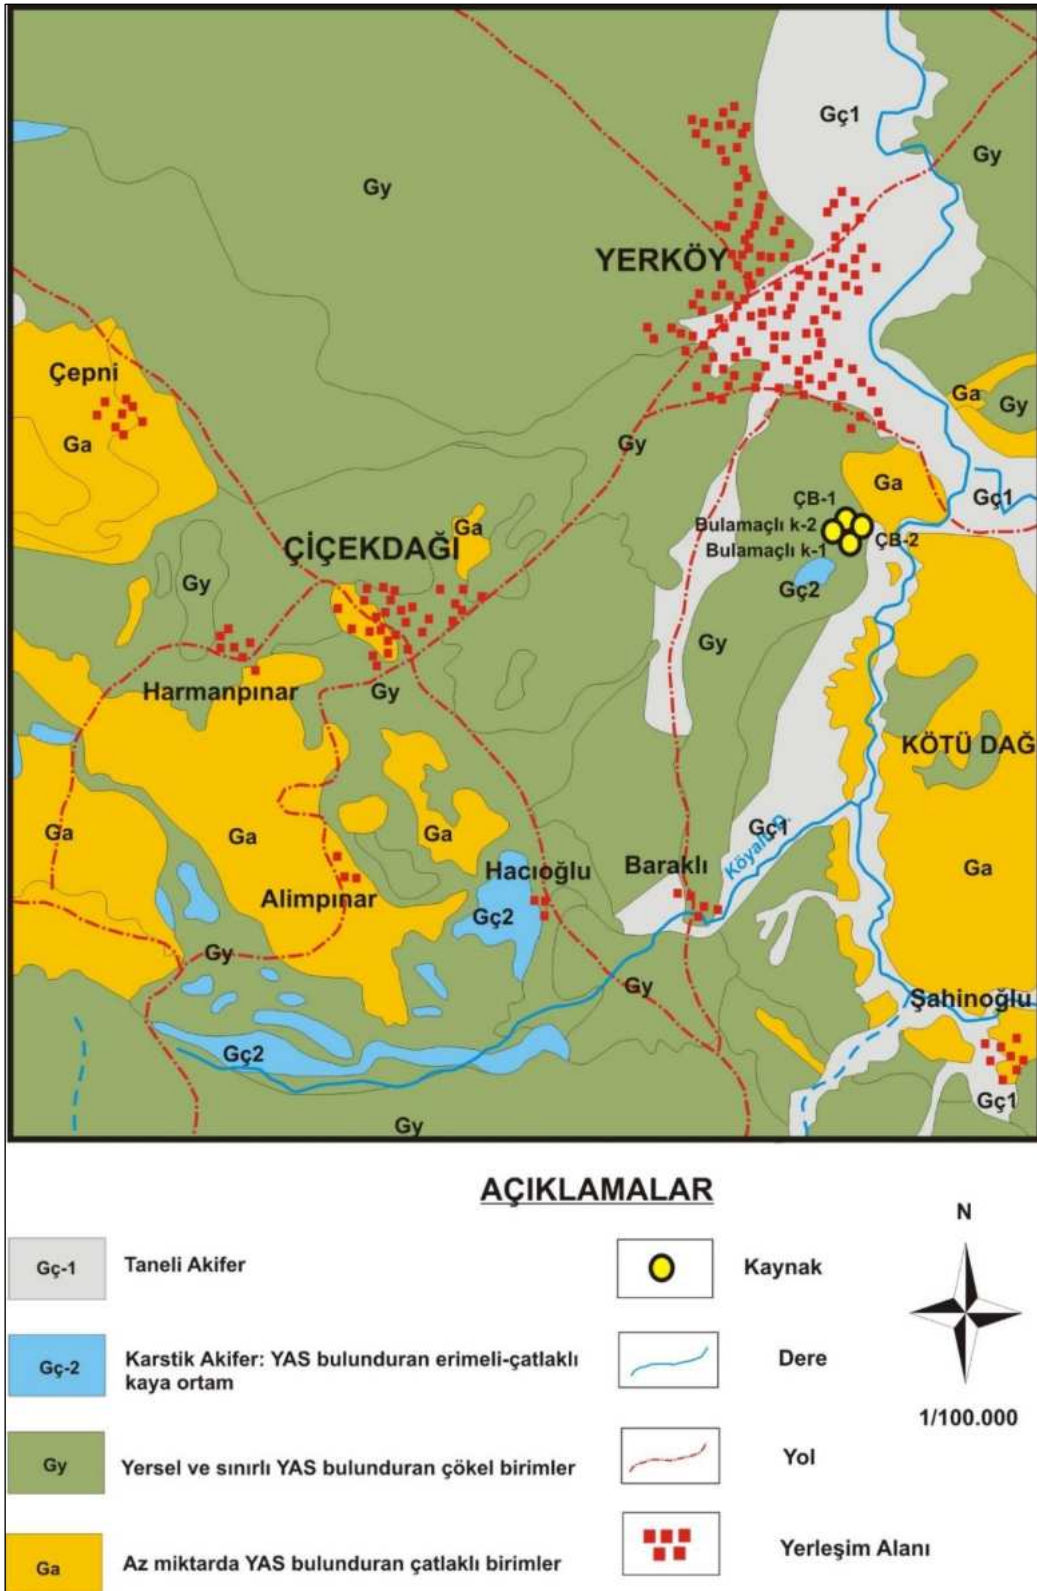 Gç1
Gy
Gy
YERKÖY
Çepni
Ga
Gy
Ga
Gy
Gy
Ga
ÇB-1
Gç1
Bulamaçlı k-2
ÇB-2
Bulamaçlı k-1
Ga
ÇİÇEKDAĞI
Gy
Gç2
Gy
Harmanpınar
Gy
KÖTÜ DAĞ
Ga
Ga
Ga
Gç1
Köyalu D.
Hacıoğlu
Baraklı
Ga
Alimpınar
Gç2
Gy
Gy
Şahinoğlu
Gç2
Gç1
Gy
AÇIKLAMALAR
Gç-1
Taneli Akifer
Kaynak
N
Gç-2
Karstik Akifer: YAS bulunduran erimeli-çatlaklı
kaya ortam
Dere
1/100.000
Gy
Yersel ve sınırlı YAS bulunduran çökel birimler
Yol
Ga
Az miktarda YAS bulunduran çatlaklı birimler
Yerleşim Alanı